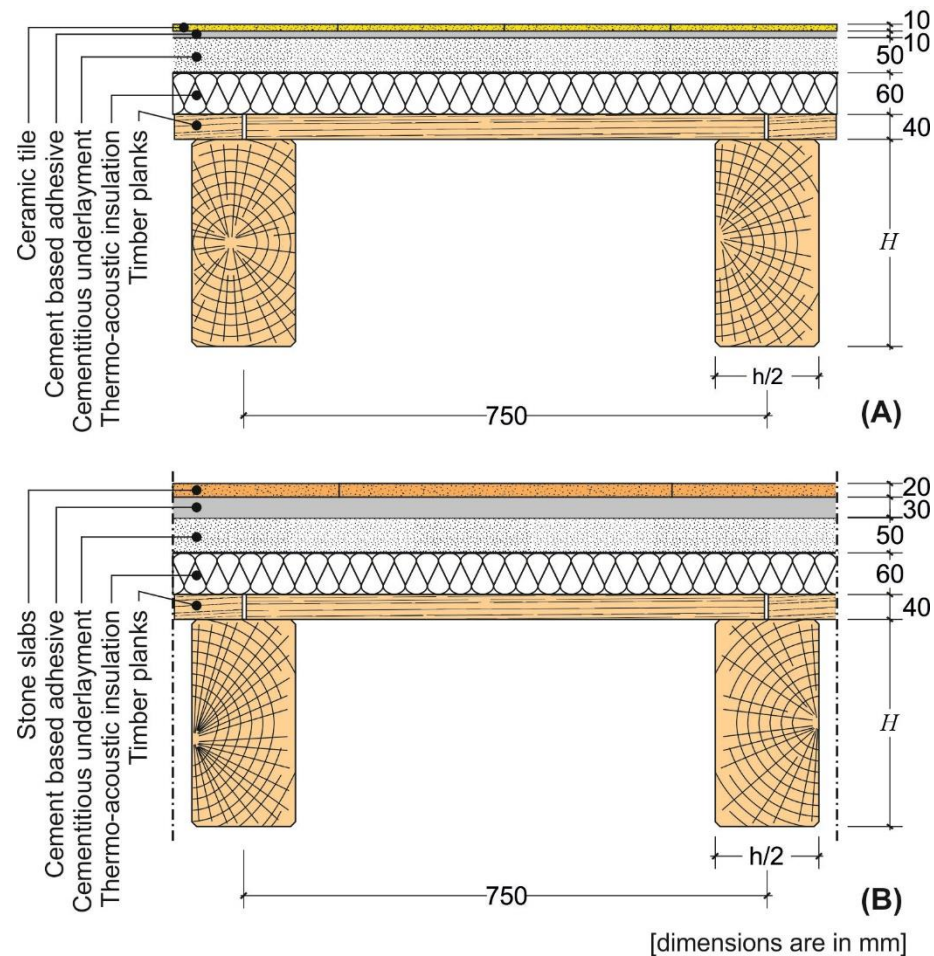 Ceramic tile
Cement based adhesive
Cementitious underlayment
Thermo-acoustic insulation
Timber planks
10
10
50
60
40
H
h/2
750
(A)
Stone slabs
Cement based adhesive
Cementitious underlayment
Thermo-acoustic insulation
Timber planks
20
30
50
60
40
H
h/2
750
(B)
[dimensions are in mm]